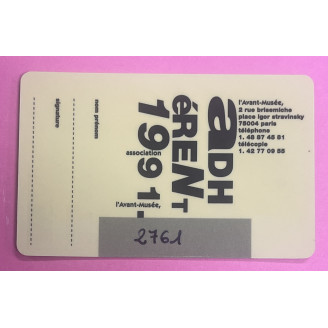 l'Avant-Musée,
2 rue brisemiche
place igor stravinsky
75004 paris
téléphone
1. 48 87 45 81
télécopie
1. 42 77 09 55
aDH
éRENT
1991.
association
l'Avant-Musée,
nom prénom
signature
2761